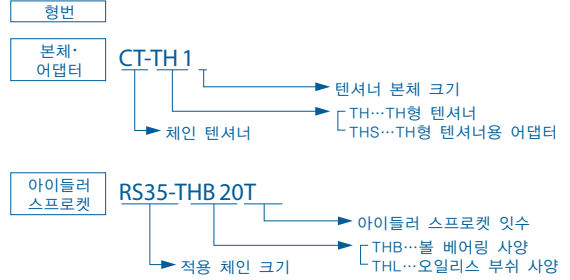 형번
본체·
어댑터
CT-TH 1
텐셔너 본체 크기
TH…TH형 텐셔너
THS…TH형 텐셔너용 어댑터
체인 텐셔너
아이들러
스프로켓
RS35-THB 20T
아이들러 스프로켓 잇수
THB…볼 베어링 사양
THL…오일리스 부쉬 사양
적용 체인 크기